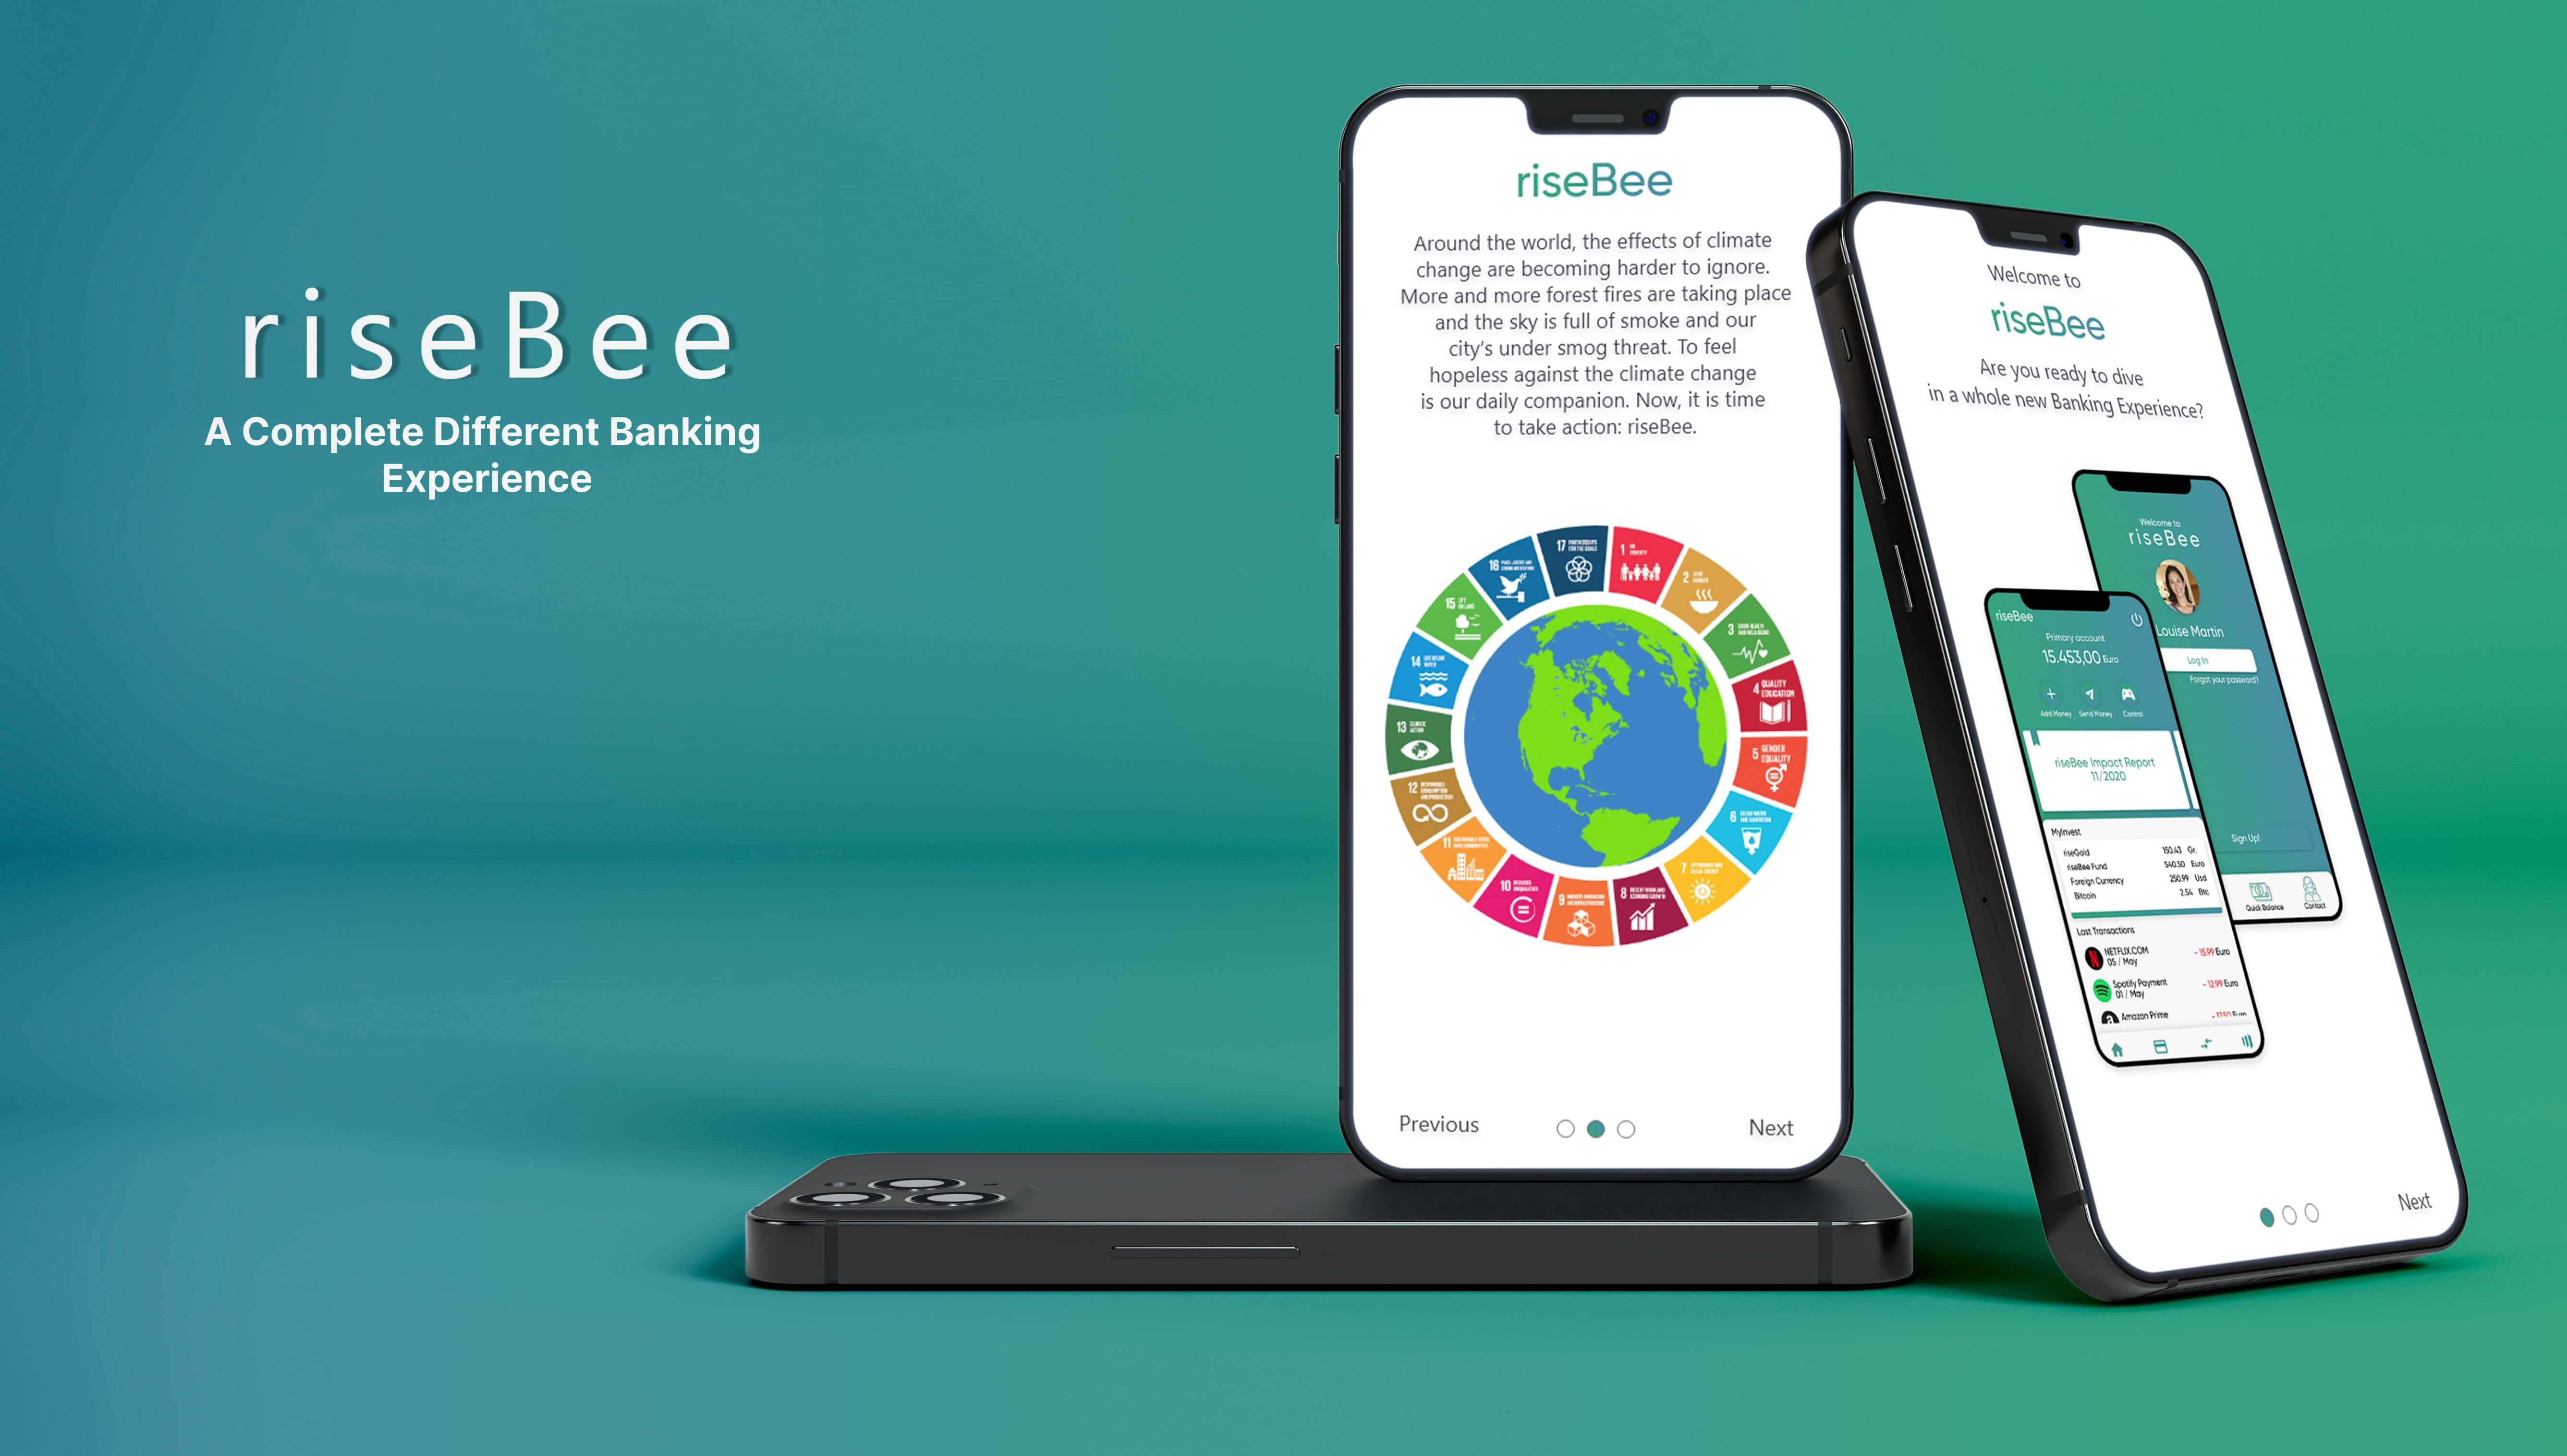 riseBee
A Complete Different Banking
Experience
riseBee
Around the world, the effects of climate
change are becoming harder to ignore.
More and more forest fires are taking place
and the sky is full of smoke and our
city's under smog threat. To feel
hopeless against the climate change
is our daily companion. Now, it is time
to take action: riseBee.
1 NO
POVERTY
2 ZERO
HUNGER
3 GOOD HEALTH
AND WELL-BEING
4 QUALITY
EDUCATION
5 GENDER
EQUALITY
6 CLEAN WATER
AND SANITATION
7 AFFORDABLE AND
CLEAN ENERGY
8 DECENT WORK AND
ECONOMIC GROWTH
9 INDUSTRY, INNOVATION
AND INFRASTRUCTURE
10 REDUCED
INEQUALITIES
11 SUSTAINABLE CITIES
AND COMMUNITIES
12 RESPONSIBLE
CONSUMPTION
AND PRODUCTION
13 CLIMATE
ACTION
14 LIFE BELOW
WATER
15 LIFE
ON LAND
16 PEACE, JUSTICE AND
STRONG INSTITUTIONS
17 PARTNERSHIPS
FOR THE GOALS
Previous
Next
Welcome to
riseBee
Are you ready to dive
in a whole new Banking Experience?
Welcome to
riseBee
Louise Martin
Log In
Forgot your password?
Sign Up!
Quick Balance
Contact
riseBee
Primary account
15.453,00 Euro
Add Money
Send Money
Control
riseBee Impact Report
11/2020
MyInvest
riseGold 150.43 Gr.
riseBee Fund 540.50 Euro
Foreign Currency 250.99 Usd
Bitcoin 2.54 Btc
Last Transactions
NETFLIX.COM - 15.99 Euro
05 / May
Spotify Payment - 12.99 Euro
01 / May
Amazon Prime
Next